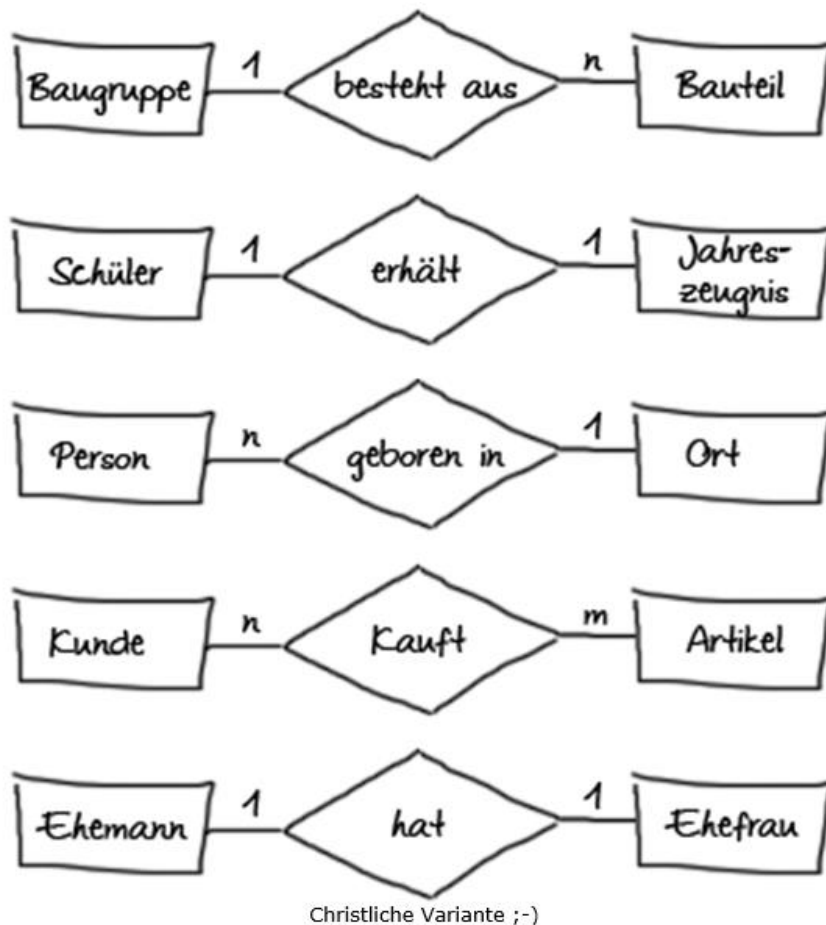 1 n
Baugruppe besteht aus Bauteil
1 1
Schüler erhält Jahres-
zeugnis
n 1
Person geboren in Ort
n m
Kunde Kauft Artikel
1 1
Ehemann hat Ehefrau
Christliche Variante ;-)